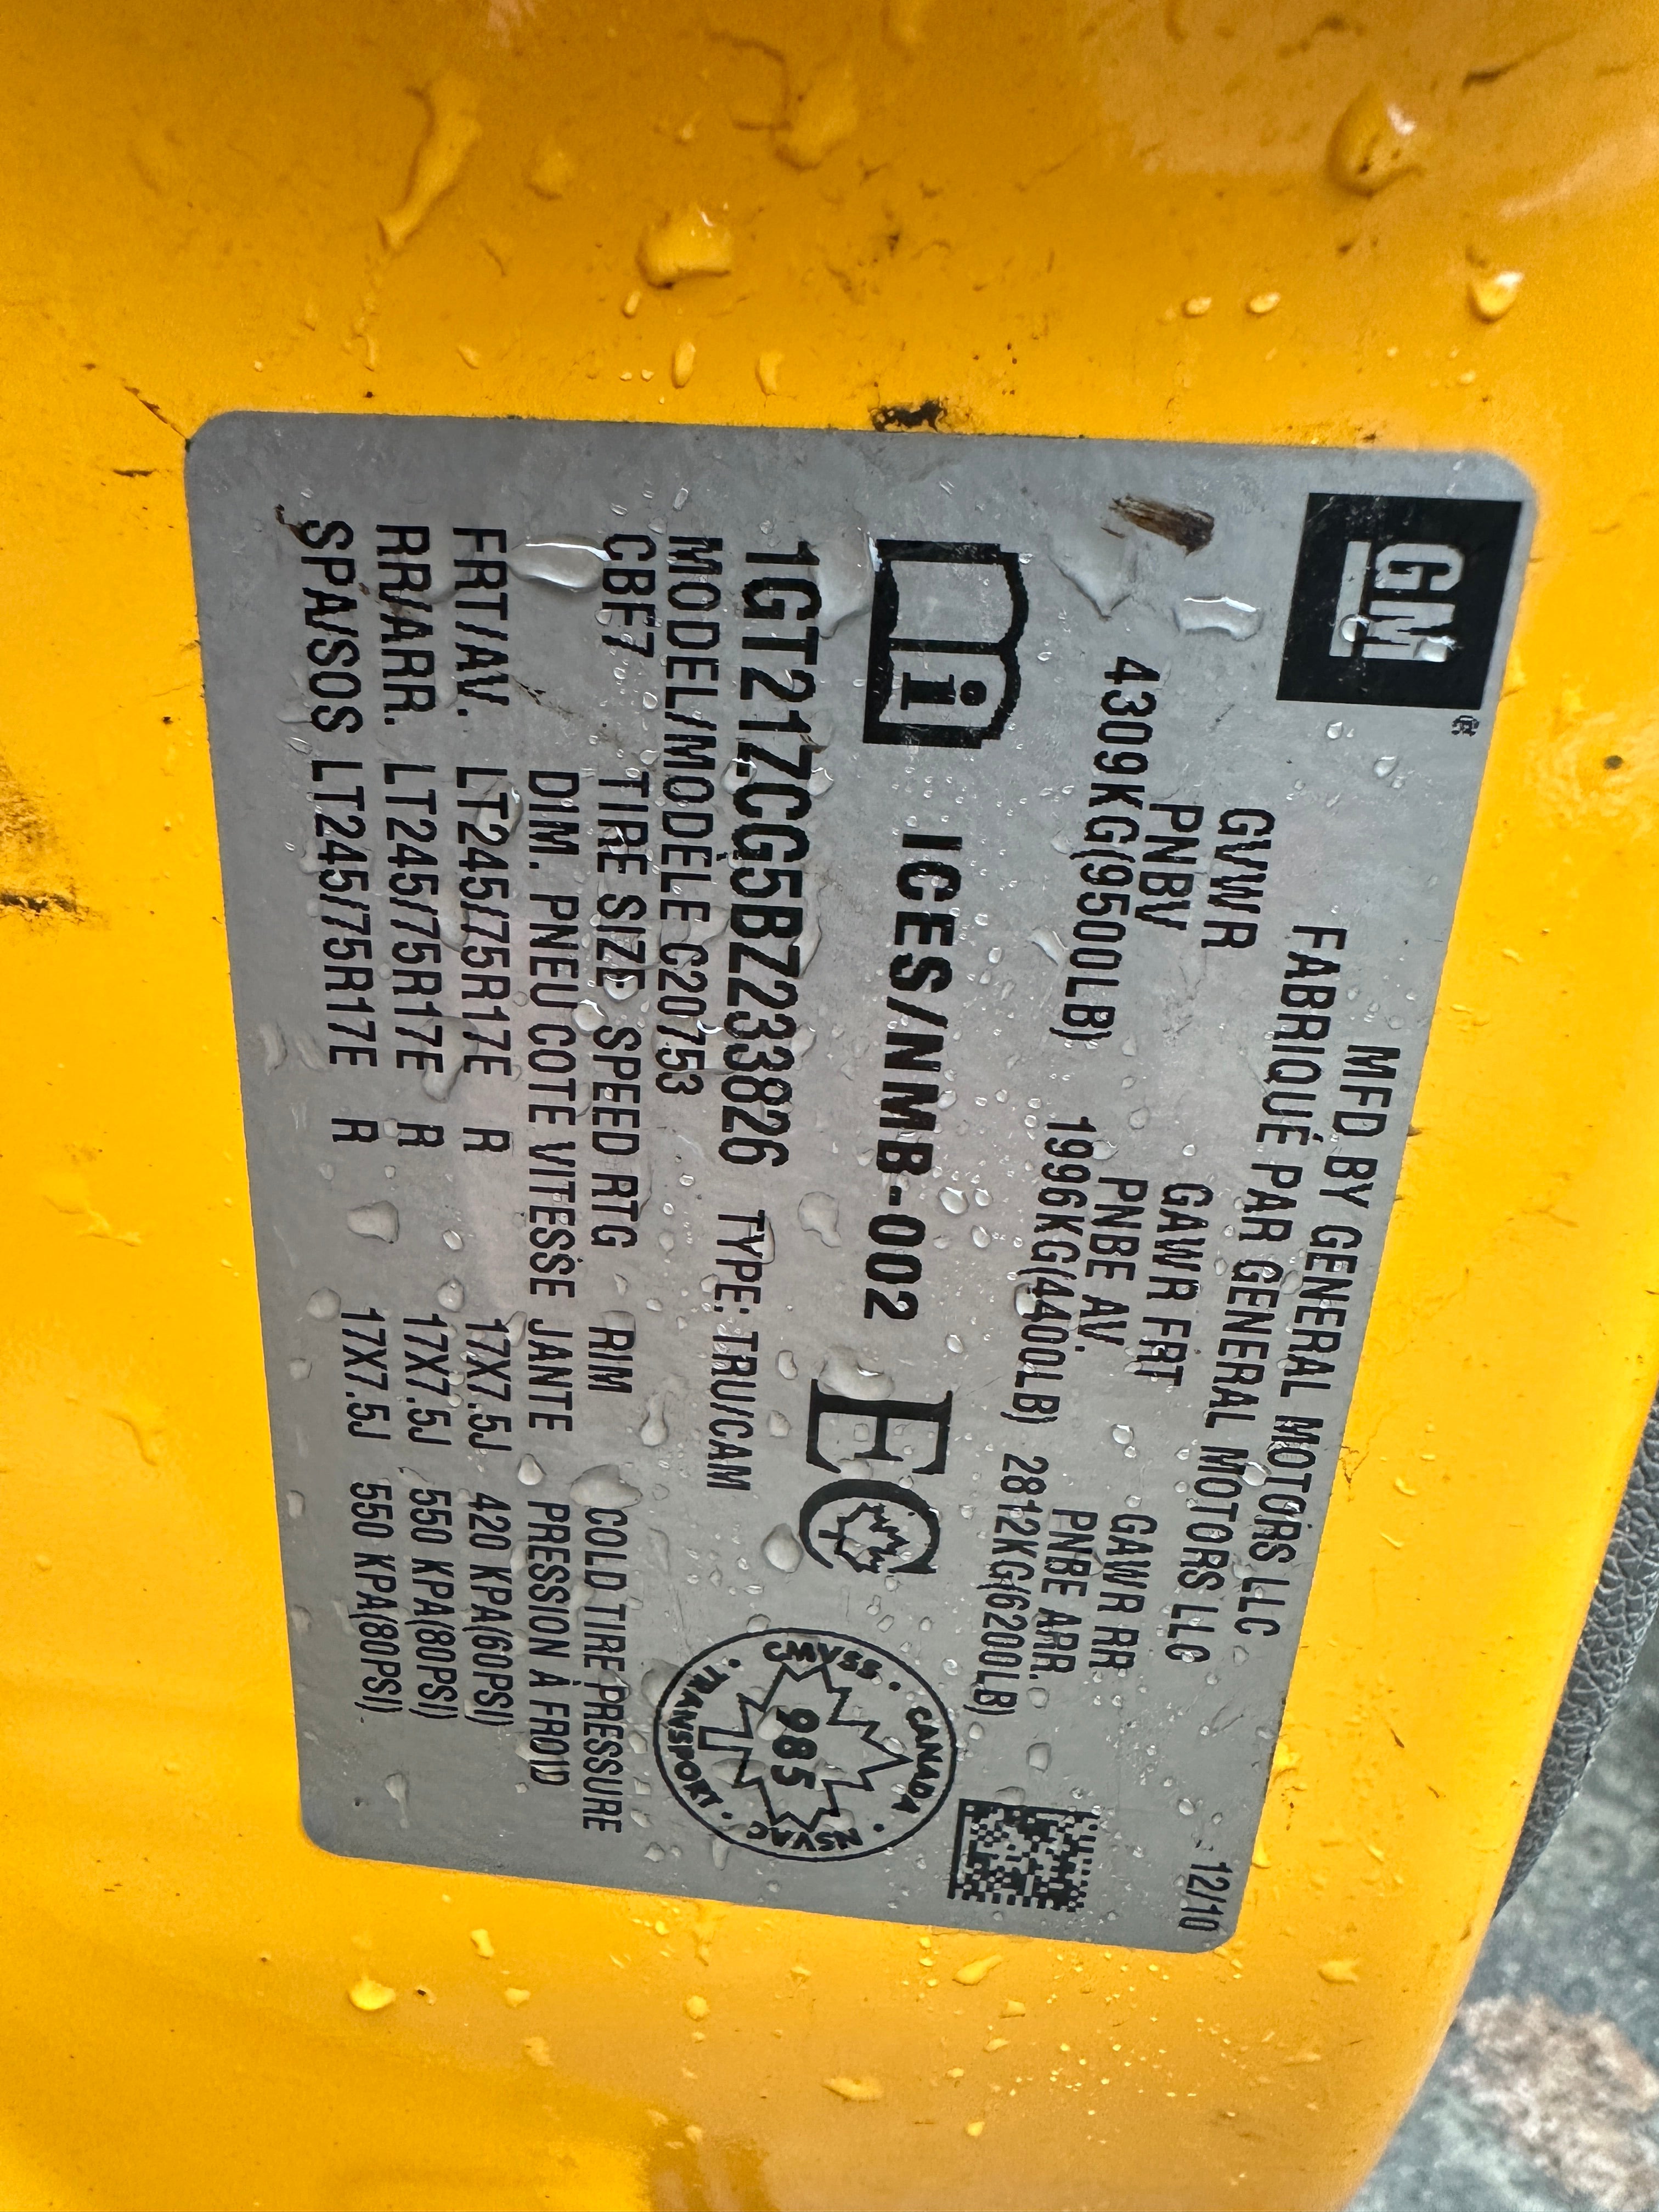 GM
®
MFD BY GENERAL MOTORS LLC
FABRIQUÉ PAR GENERAL MOTORS LLC
12/10
GVWR GAWR FRT GAWR RR
PNBV PNBE AV. PNBE ARR.
4309KG(9500LB) 1996KG(4400LB) 2812KG(6200LB)
i ICES/NMB-002 EC
CMVSS • CANADA • NSVAC • TRANSPORT •
985
1GT21ZCG5BZ233826 TYPE: TRU/CAM
MODEL/MODÈLE C20753
CBF7 TIRE SIZE SPEED RTG RIM COLD TIRE PRESSURE
DIM. PNEU COTE VITESSE JANTE PRESSION À FROID
FRT/AV. LT245/75R17E R 17X7.5J 420 KPA(60PSI)
RR/ARR. LT245/75R17E R 17X7.5J 550 KPA(80PSI)
SPA/SOS LT245/75R17E R 17X7.5J 550 KPA(80PSI)